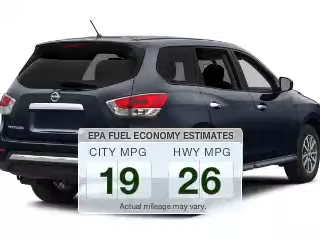 EPA FUEL ECONOMY ESTIMATES
CITY MPG HWY MPG
19 26
Actual mileage may vary.